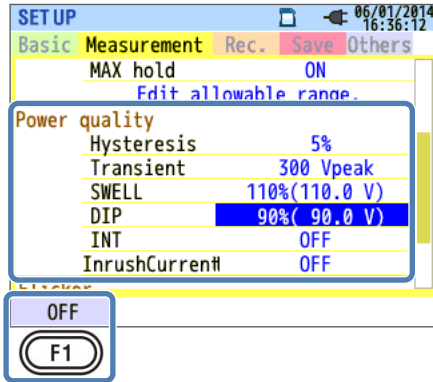 SET UP 06/01/2014
16:36:12
Basic Measurement Rec. Save Others
MAX hold ON
Edit allowable range.
Power quality
Hysteresis 5%
Transient 300 Vpeak
SWELL 110%(110.0 V)
DIP 90%( 90.0 V)
INT OFF
InrushCurrent OFF
Flicker
OFF
F1